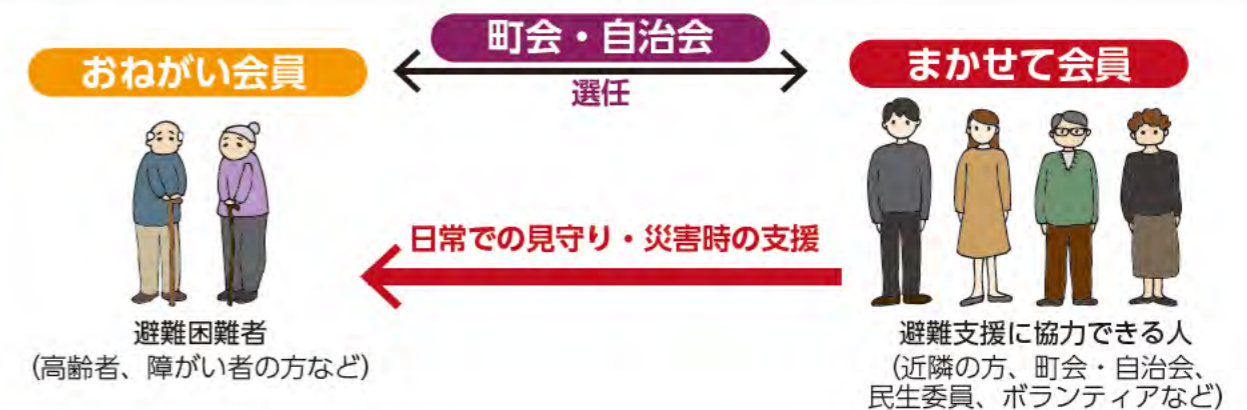 町会・自治会
おねがい会員
選任
まかせて会員
日常での見守り・災害時の支援
避難困難者
(高齢者、障がい者の方など)
避難支援に協力できる人
(近隣の方、町会・自治会、
民生委員、ボランティアなど)